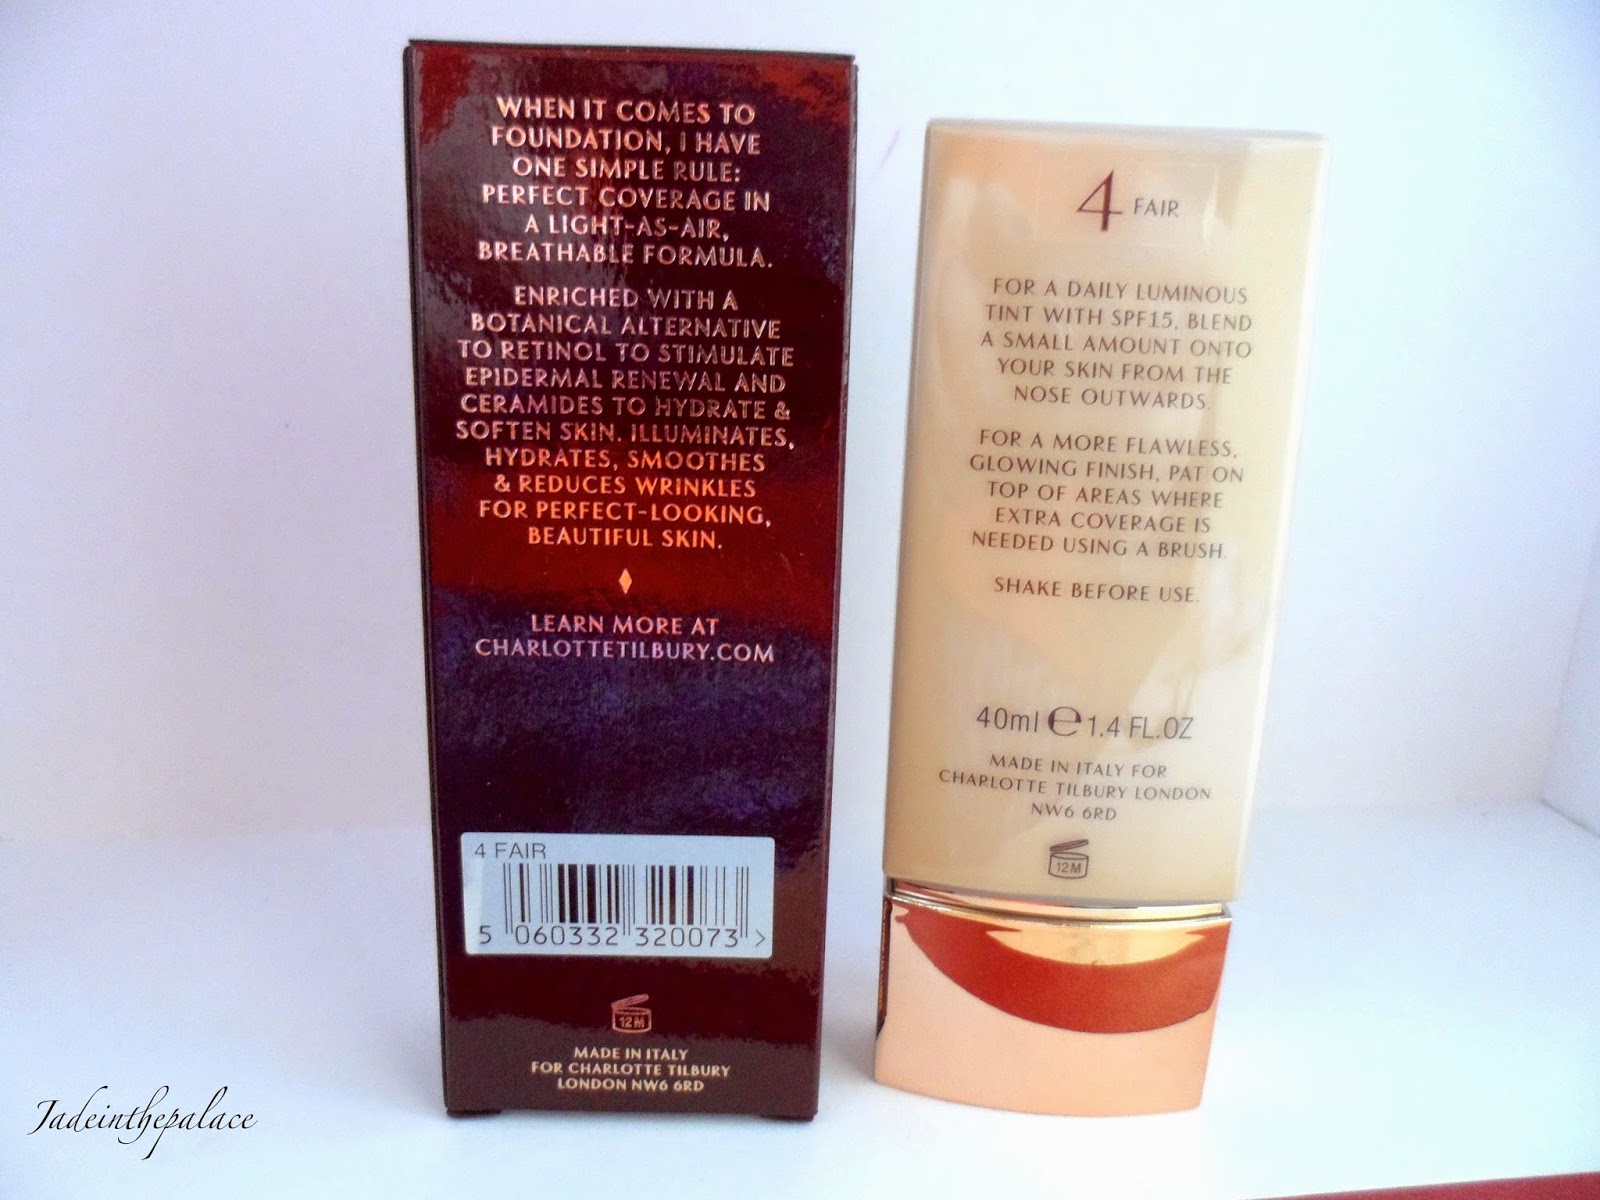 WHEN IT COMES TO
FOUNDATION, I HAVE
ONE SIMPLE RULE:
PERFECT COVERAGE IN
A LIGHT-AS-AIR,
BREATHABLE FORMULA.
ENRICHED WITH A
BOTANICAL ALTERNATIVE
TO RETINOL TO STIMULATE
EPIDERMAL RENEWAL AND
CERAMIDES TO HYDRATE &
SOFTEN SKIN. ILLUMINATES,
HYDRATES, SMOOTHES
& REDUCES WRINKLES
FOR PERFECT-LOOKING,
BEAUTIFUL SKIN.
LEARN MORE AT
CHARLOTTETILBURY.COM
4 FAIR
5 060332 320073 >
12M
MADE IN ITALY
FOR CHARLOTTE TILBURY
LONDON NW6 6RD
4 FAIR
FOR A DAILY LUMINOUS
TINT WITH SPF15, BLEND
A SMALL AMOUNT ONTO
YOUR SKIN FROM THE
NOSE OUTWARDS.
FOR A MORE FLAWLESS,
GLOWING FINISH, PAT ON
TOP OF AREAS WHERE
EXTRA COVERAGE IS
NEEDED USING A BRUSH.
SHAKE BEFORE USE.
40ml e 1.4 FL.OZ
MADE IN ITALY FOR
CHARLOTTE TILBURY LONDON
NW6 6RD
12M
Jadeinthepalace